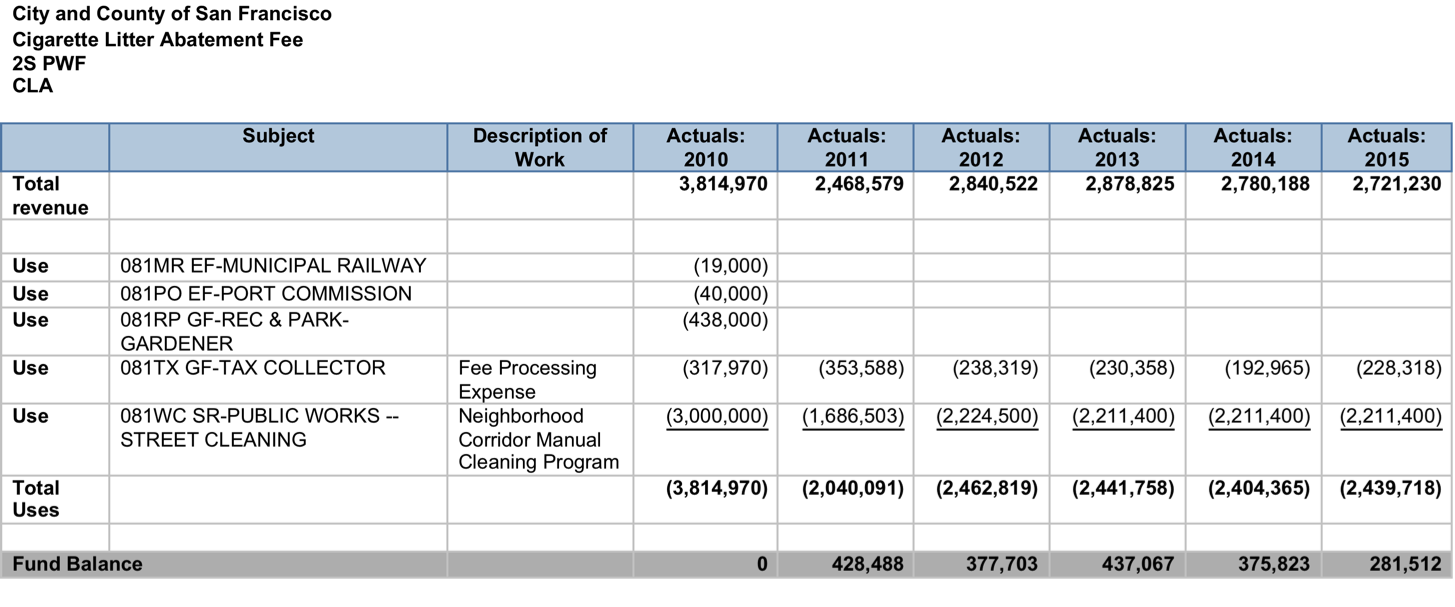 City and County of San Francisco
Cigarette Litter Abatement Fee
2S PWF
CLA
Subject Description of Work Actuals: 2010 Actuals: 2011 Actuals: 2012 Actuals: 2013 Actuals: 2014 Actuals: 2015
Total revenue 3,814,970 2,468,579 2,840,522 2,878,825 2,780,188 2,721,230
Use 081MR EF-MUNICIPAL RAILWAY (19,000)
Use 081PO EF-PORT COMMISSION (40,000)
Use 081RP GF-REC & PARK-GARDENER (438,000)
Use 081TX GF-TAX COLLECTOR Fee Processing Expense (317,970) (353,588) (238,319) (230,358) (192,965) (228,318)
Use 081WC SR-PUBLIC WORKS -- STREET CLEANING Neighborhood Corridor Manual Cleaning Program (3,000,000) (1,686,503) (2,224,500) (2,211,400) (2,211,400) (2,211,400)
Total Uses (3,814,970) (2,040,091) (2,462,819) (2,441,758) (2,404,365) (2,439,718)
Fund Balance 0 428,488 377,703 437,067 375,823 281,512